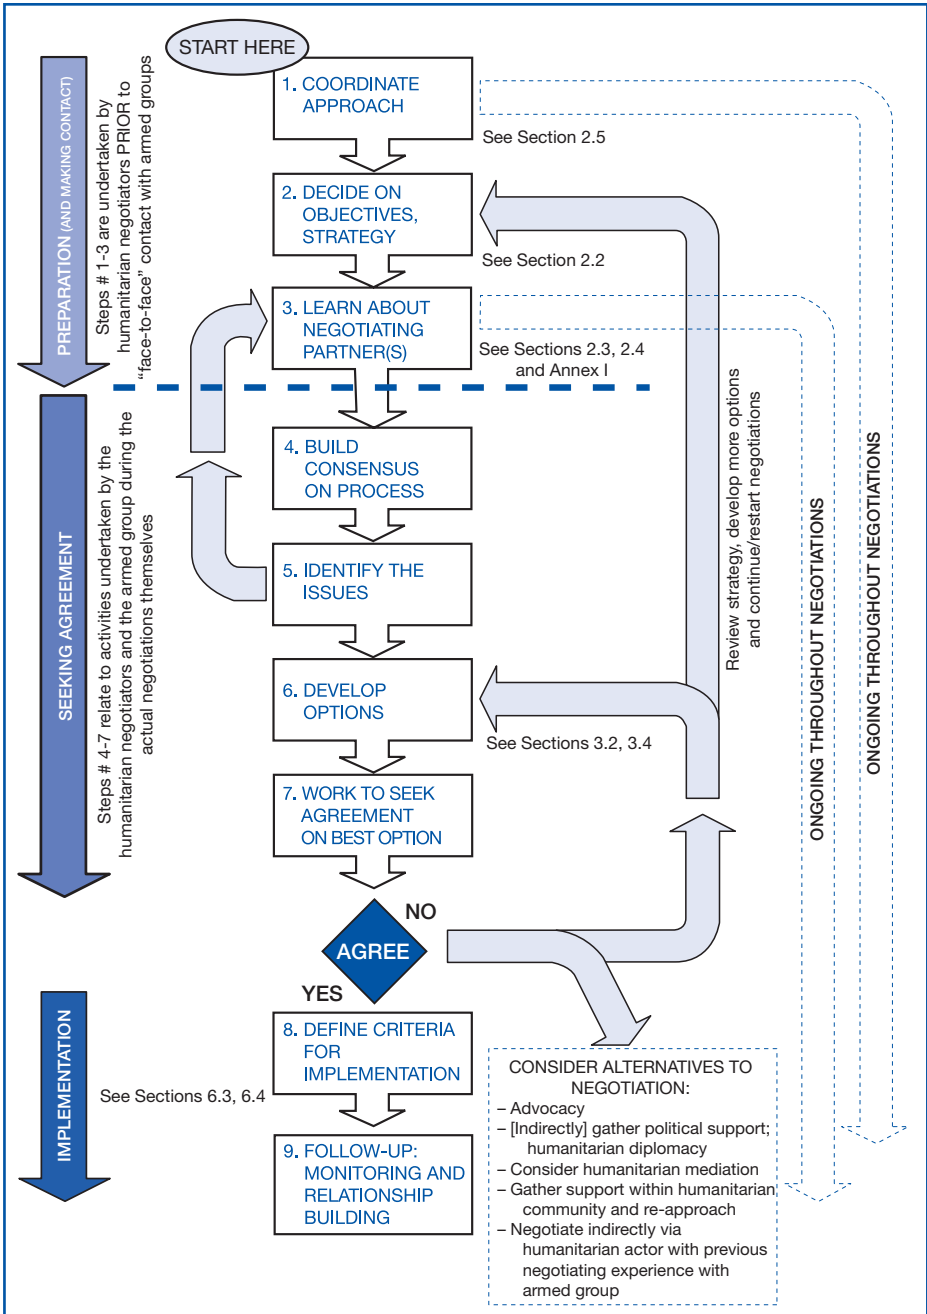 START HERE
1. COORDINATE
APPROACH
See Section 2.5
2. DECIDE ON
OBJECTIVES,
STRATEGY
See Section 2.2
3. LEARN ABOUT
NEGOTIATING
PARTNER(S)
See Sections 2.3, 2.4
and Annex I
PREPARATION (AND MAKING CONTACT)
Steps # 1-3 are undertaken by
humanitarian negotiators PRIOR to
“face-to-face” contact with armed groups
4. BUILD
CONSENSUS
ON PROCESS
5. IDENTIFY THE
ISSUES
6. DEVELOP
OPTIONS
See Sections 3.2, 3.4
7. WORK TO SEEK
AGREEMENT
ON BEST OPTION
SEEKING AGREEMENT
Steps # 4-7 relate to activities undertaken by the
humanitarian negotiators and the armed group during the
actual negotiations themselves
Review strategy, develop more options
and continue/restart negotiations
ONGOING THROUGHOUT NEGOTIATIONS
ONGOING THROUGHOUT NEGOTIATIONS
NO
AGREE
YES
8. DEFINE CRITERIA
FOR
IMPLEMENTATION
See Sections 6.3, 6.4
9. FOLLOW-UP:
MONITORING AND
RELATIONSHIP
BUILDING
IMPLEMENTATION
CONSIDER ALTERNATIVES TO
NEGOTIATION:
– Advocacy
– [Indirectly] gather political support;
humanitarian diplomacy
– Consider humanitarian mediation
– Gather support within humanitarian
community and re-approach
– Negotiate indirectly via
humanitarian actor with previous
negotiating experience with
armed group